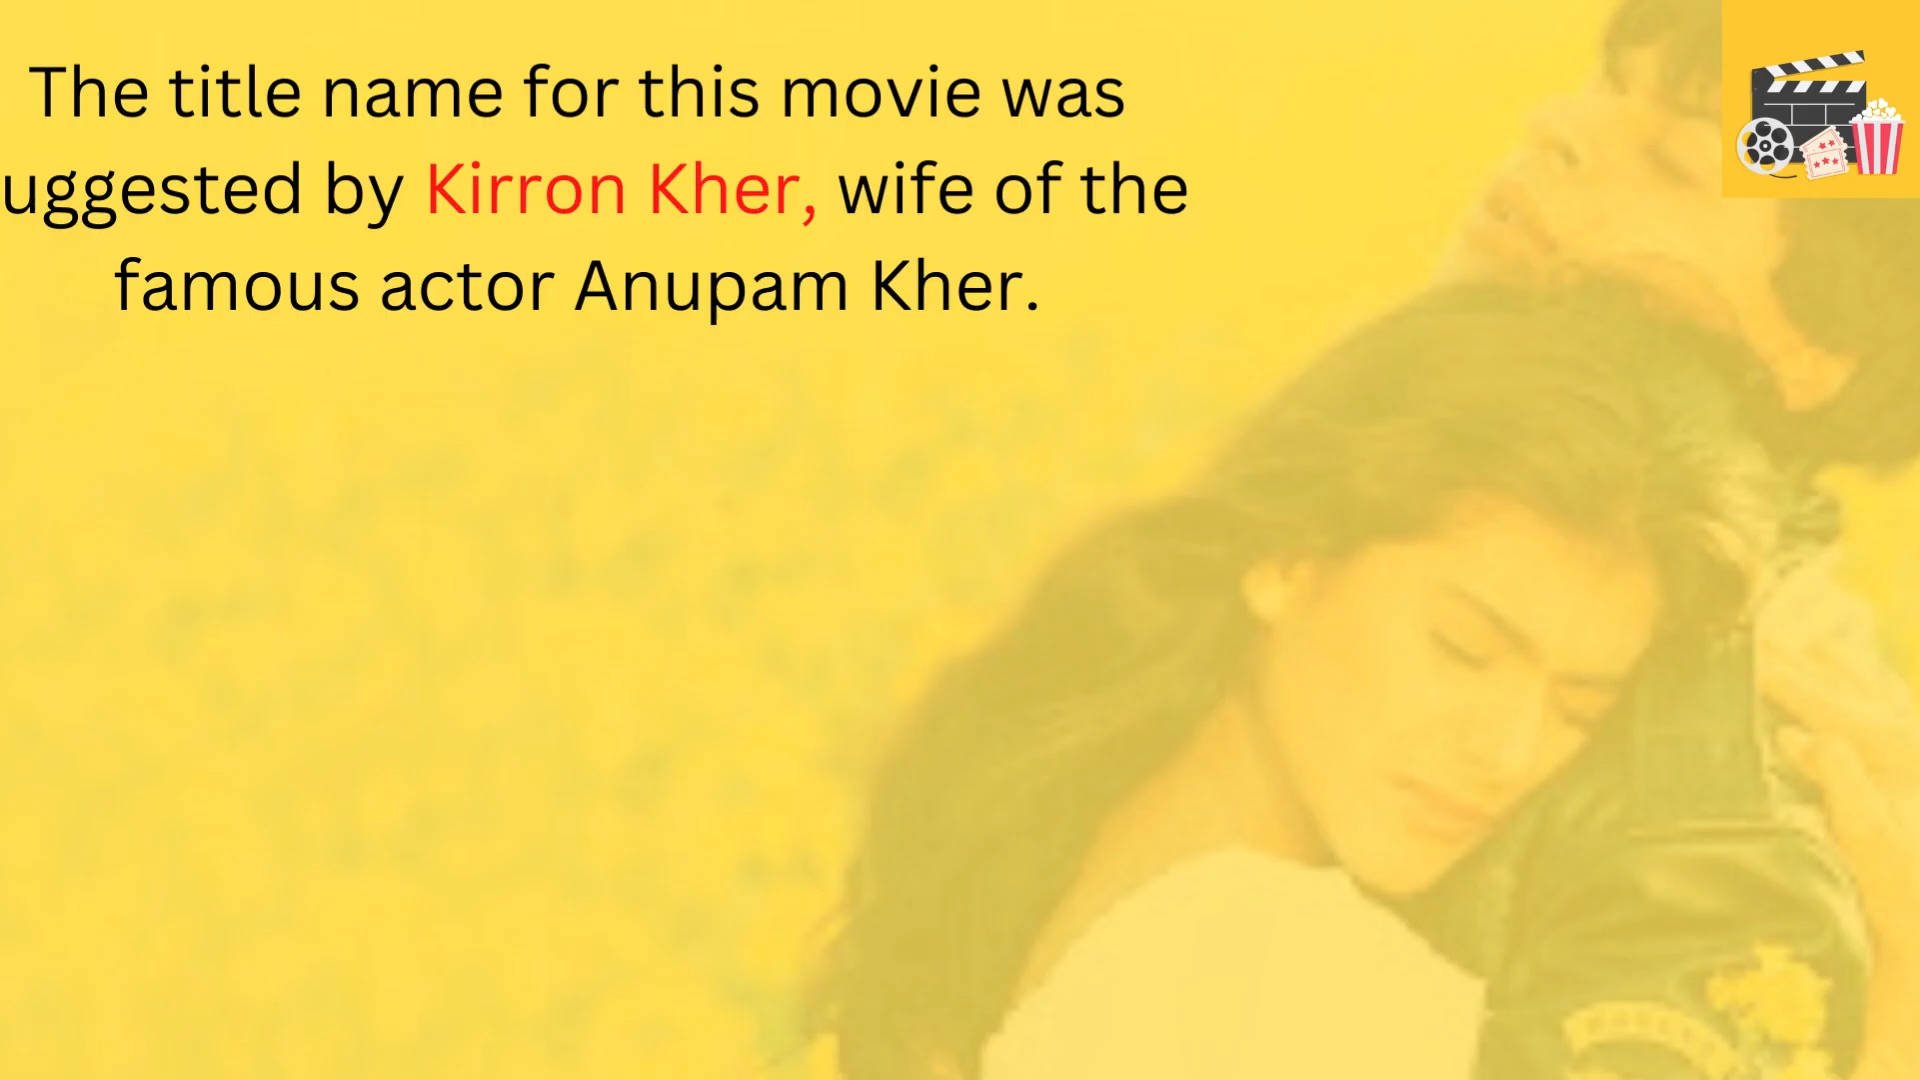 The title name for this movie was
uggested by Kirron Kher, wife of the
famous actor Anupam Kher.